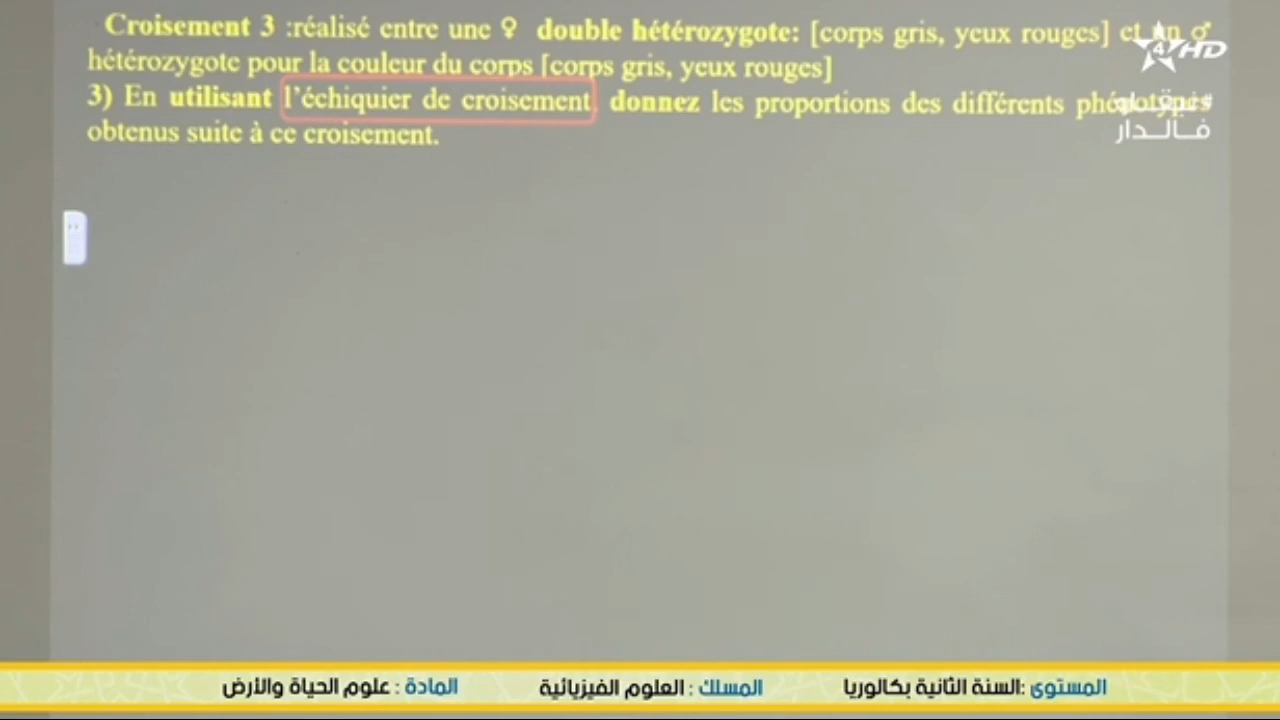 Croisement 3 :réalisé entre une ♀ double hétérozygote: [corps gris, yeux rouges] et un ♂
hétérozygote pour la couleur du corps [corps gris, yeux rouges]
3) En utilisant l'échiquier de croisement, donnez les proportions des différents phénotypes
obtenus suite à ce croisement.
4 HD
فـالـدار
المستوى :السنة الثانية بكالوريا المسلك : العلوم الفيزيائية المادة : علوم الحياة والأرض